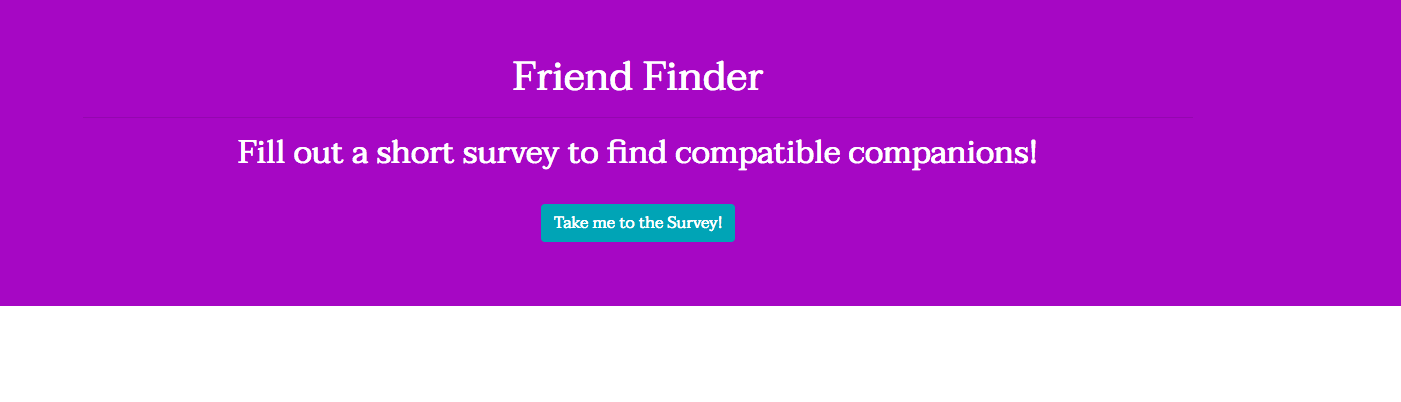 Friend Finder
Fill out a short survey to find compatible companions!
Take me to the Survey!